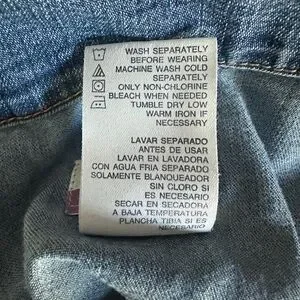 WASH SEPARATELY
BEFORE WEARING
MACHINE WASH COLD
SEPARATELY
ONLY NON-CHLORINE
BLEACH WHEN NEEDED
TUMBLE DRY LOW
WARM IRON IF
NECESSARY
LAVAR SEPARADO
ANTES DE USAR
LAVAR EN LAVADORA
CON AGUA FRIA SEPARADO
SOLAMENTE BLANQUEADOR
SIN CLORO SI
ES NECESARIO
SECAR EN SECADORA
A BAJA TEMPERATURA
PLANCHA TIBIA SI ES
NECESARIO